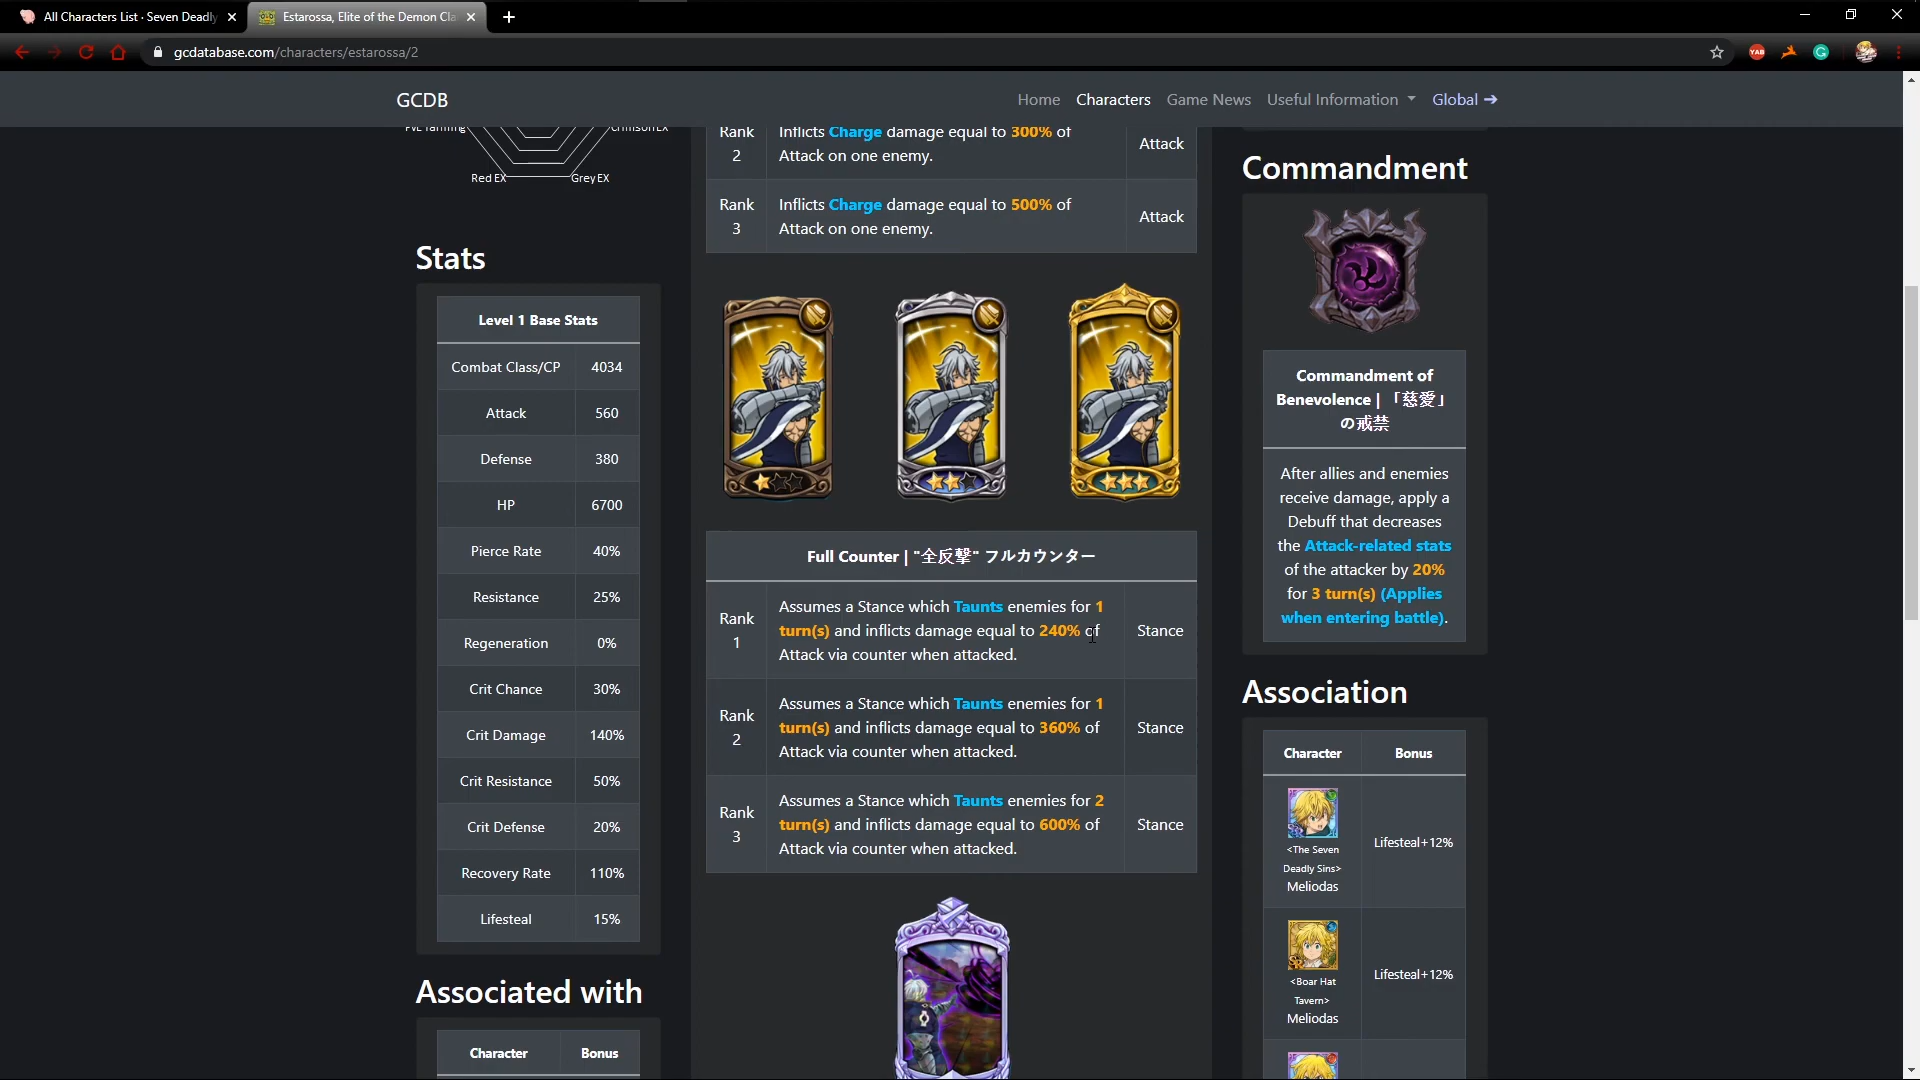 All Characters List · Seven Deadly
Estarossa, Elite of the Demon Cla
gcdatabase.com/characters/estarossa/2
YAB
GCDB
Home
Characters
Game News
Useful Information
Global →
PvE Farming
Crimson EX
Red EX
Grey EX
Stats
Level 1 Base Stats
Combat Class/CP 4034
Attack 560
Defense 380
HP 6700
Pierce Rate 40%
Resistance 25%
Regeneration 0%
Crit Chance 30%
Crit Damage 140%
Crit Resistance 50%
Crit Defense 20%
Recovery Rate 110%
Lifesteal 15%
Associated with
Character Bonus
Rank 2
Inflicts Charge damage equal to 300% of
Attack on one enemy.
Attack
Rank 3
Inflicts Charge damage equal to 500% of
Attack on one enemy.
Attack
Full Counter | "全反撃" フルカウンター
Rank 1
Assumes a Stance which Taunts enemies for 1
turn(s) and inflicts damage equal to 240% of
Attack via counter when attacked.
Stance
Rank 2
Assumes a Stance which Taunts enemies for 1
turn(s) and inflicts damage equal to 360% of
Attack via counter when attacked.
Stance
Rank 3
Assumes a Stance which Taunts enemies for 2
turn(s) and inflicts damage equal to 600% of
Attack via counter when attacked.
Stance
Commandment
Commandment of
Benevolence | 「慈愛」
の戒禁
After allies and enemies
receive damage, apply a
Debuff that decreases
the Attack-related stats
of the attacker by 20%
for 3 turn(s) (Applies
when entering battle).
Association
Character Bonus
<The Seven
Deadly Sins>
Meliodas
Lifesteal+12%
<Boar Hat
Tavern>
Meliodas
Lifesteal+12%